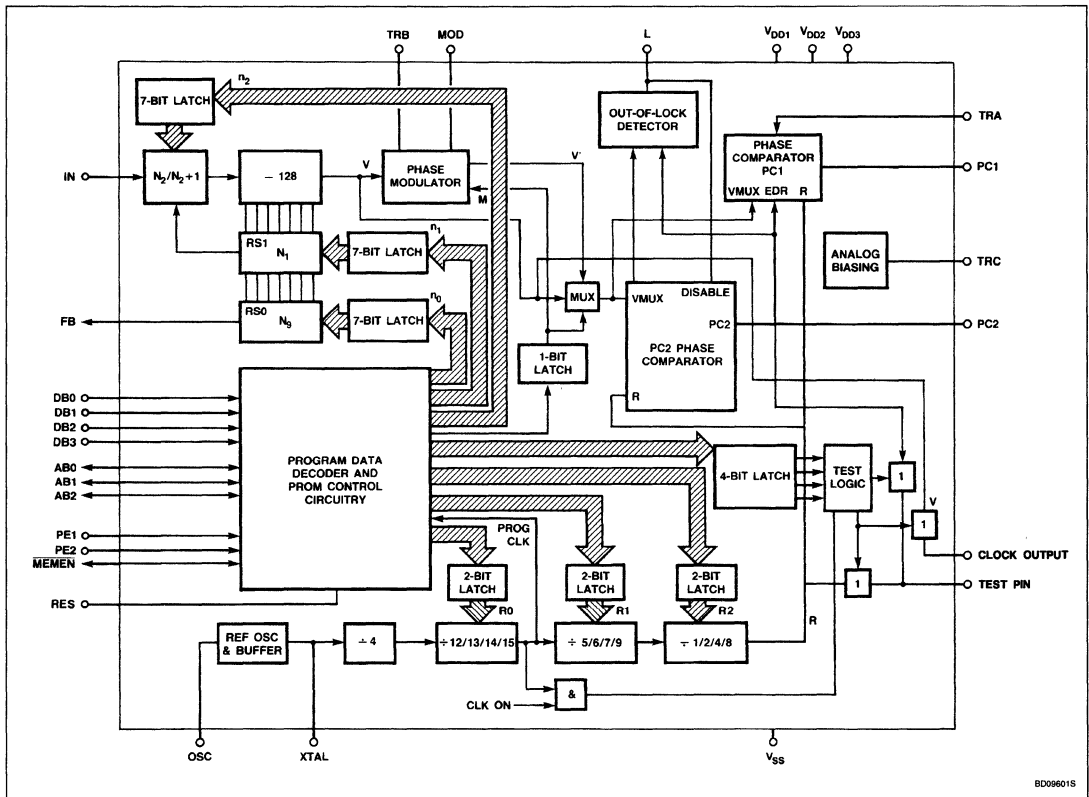 TRB
MOD
L
VDD1
VDD2
VDD3
n2
7-BIT LATCH
OUT-OF-LOCK
DETECTOR
TRA
PHASE
COMPARATOR
PC1
VMUX EDR R
PC1
IN
N2/N2+1
– 128
V
PHASE
MODULATOR
V'
M
RS1
N1
7-BIT LATCH
n1
ANALOG
BIASING
TRC
MUX
VMUX
DISABLE
PC2
PC2 PHASE
COMPARATOR
R
PC2
FB
RS0
N9
7-BIT LATCH
n0
1-BIT
LATCH
DB0
DB1
DB2
DB3
AB0
AB1
AB2
PE1
PE2
MEMEN
RES
PROGRAM DATA
DECODER AND
PROM CONTROL
CIRCUITRY
4-BIT LATCH
TEST
LOGIC
1
V
1
CLOCK OUTPUT
1
TEST PIN
PROG
CLK
2-BIT
LATCH
2-BIT
LATCH
2-BIT
LATCH
R0
R1
R2
R
REF OSC
& BUFFER
÷ 4
÷ 12/13/14/15
÷ 5/6/7/9
÷ 1/2/4/8
&
CLK ON
OSC
XTAL
VSS
BD09601S